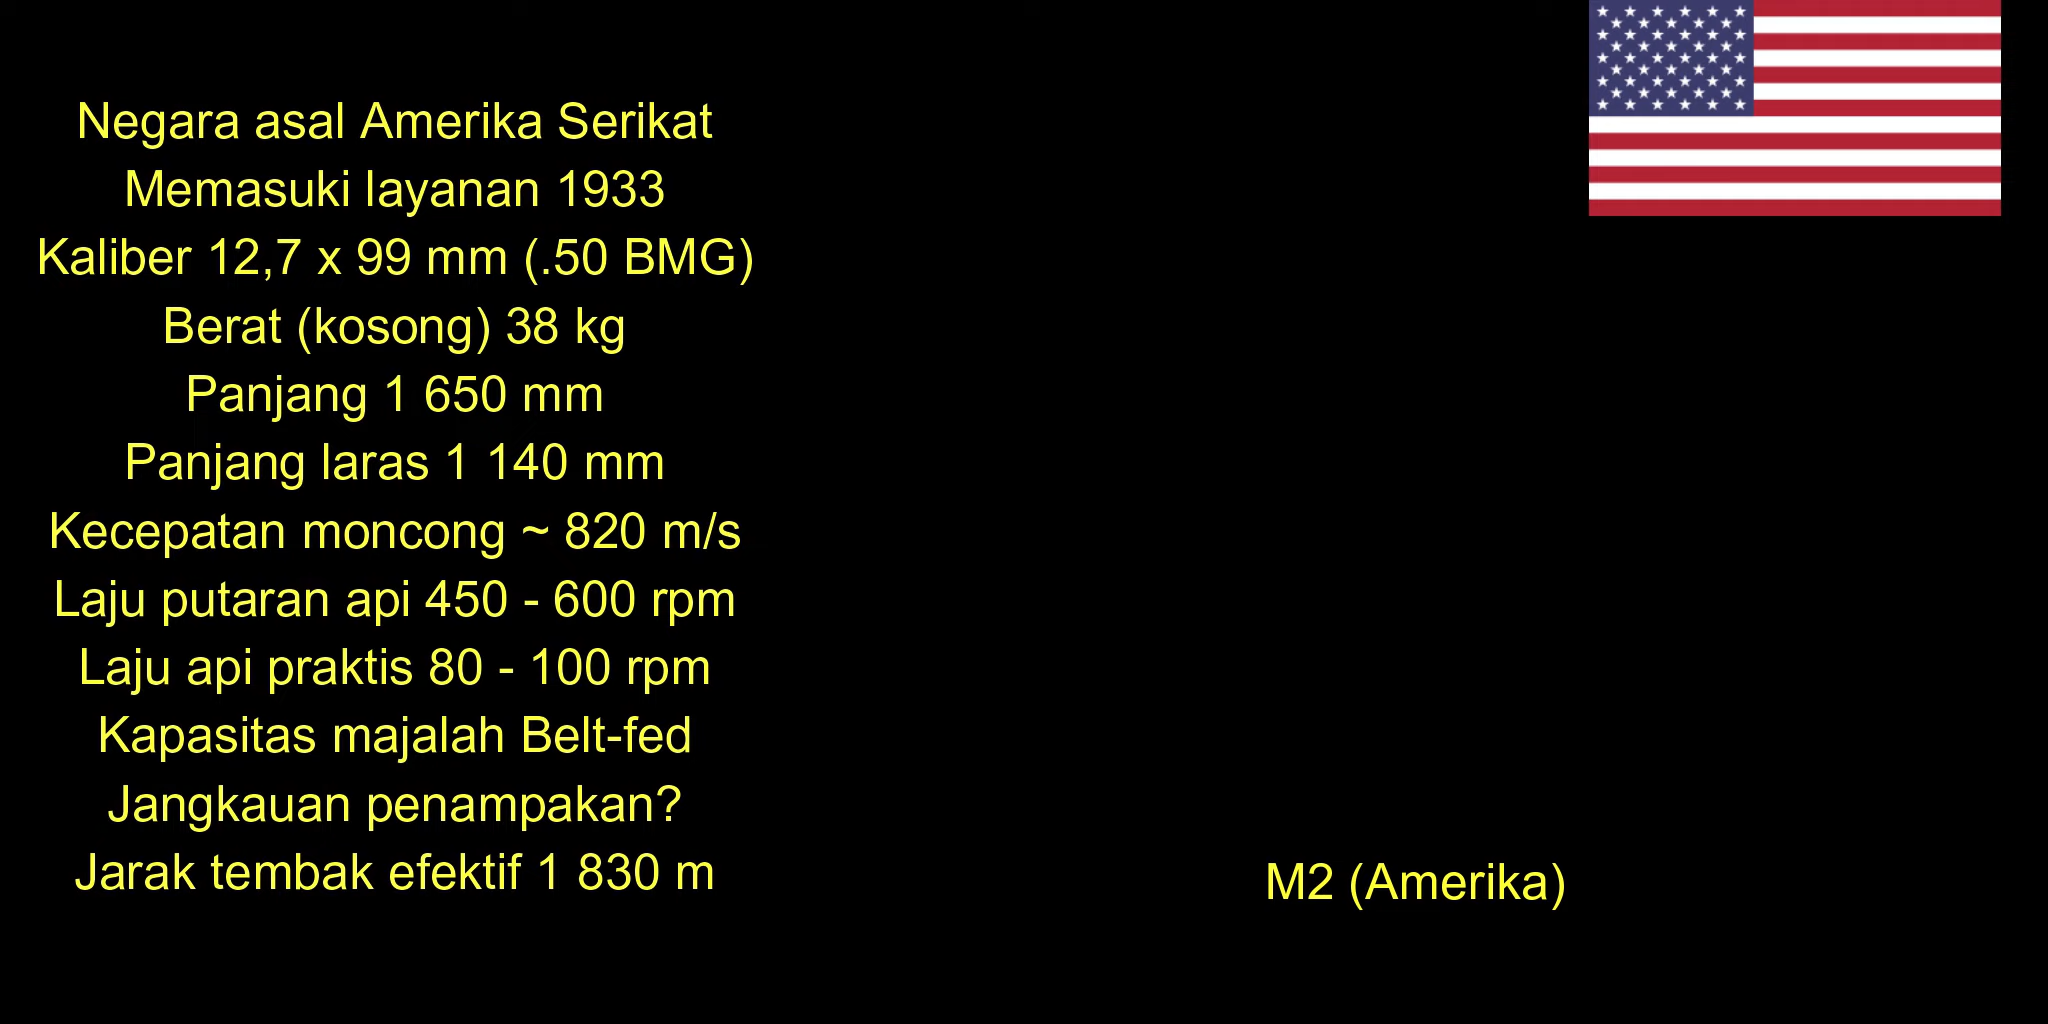 Negara asal Amerika Serikat
Memasuki layanan 1933
Kaliber 12,7 x 99 mm (.50 BMG)
Berat (kosong) 38 kg
Panjang 1 650 mm
Panjang laras 1 140 mm
Kecepatan moncong ~ 820 m/s
Laju putaran api 450 - 600 rpm
Laju api praktis 80 - 100 rpm
Kapasitas majalah Belt-fed
Jangkauan penampakan?
Jarak tembak efektif 1 830 m
M2 (Amerika)